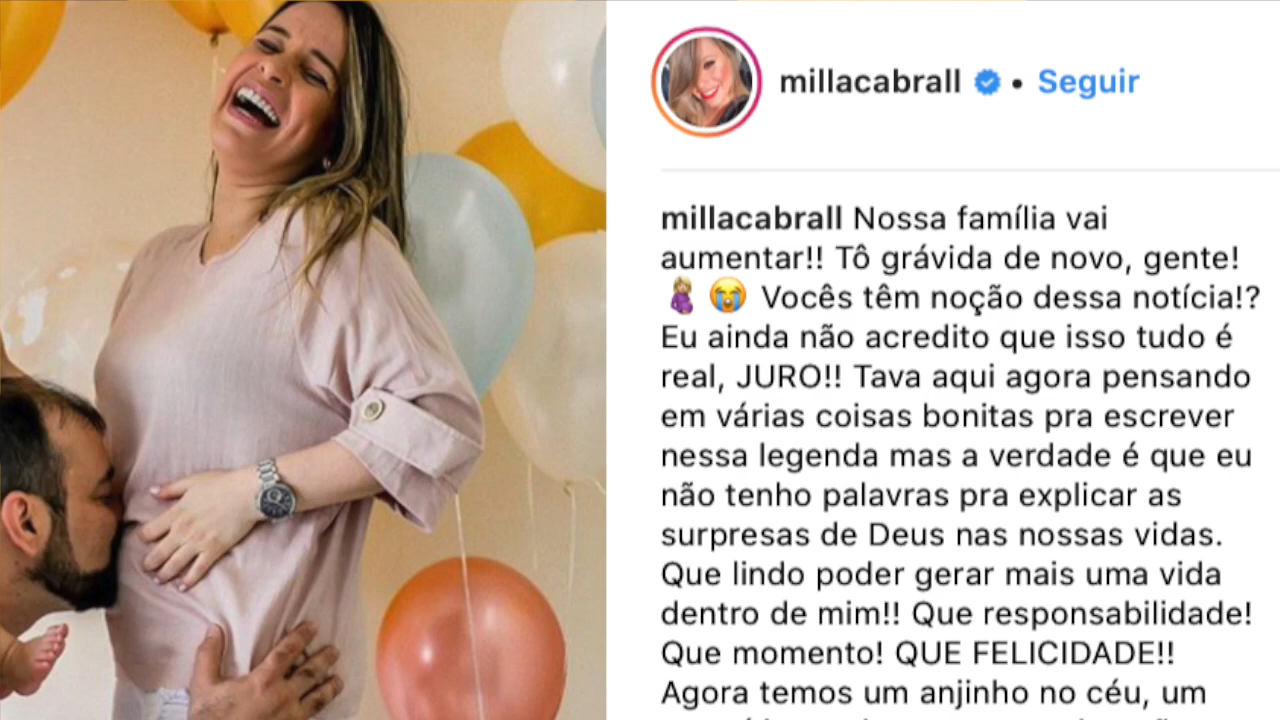 millacabrall • Seguir
millacabrall Nossa família vai
aumentar!! Tô grávida de novo, gente!
🤰🏼 😭 Vocês têm noção dessa notícia!?
Eu ainda não acredito que isso tudo é
real, JURO!! Tava aqui agora pensando
em várias coisas bonitas pra escrever
nessa legenda mas a verdade é que eu
não tenho palavras pra explicar as
surpresas de Deus nas nossas vidas.
Que lindo poder gerar mais uma vida
dentro de mim!! Que responsabilidade!
Que momento! QUE FELICIDADE!!
Agora temos um anjinho no céu, um